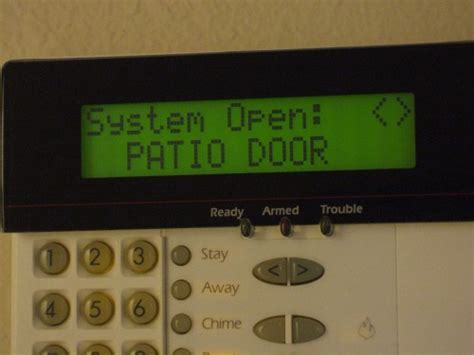 System Open: <>
PATIO DOOR
Ready Armed Trouble
1 2 3 Stay < >
Away
4 5 6 Chime